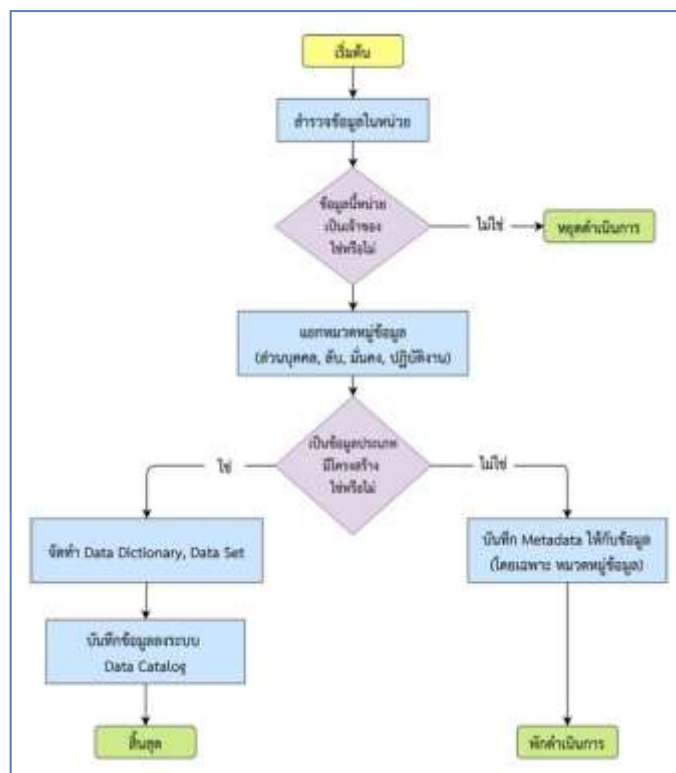 เริ่มต้น
สำรวจข้อมูลในหน่วย
ข้อมูลนี้หน่วย
เป็นเจ้าของ
ใช่หรือไม่
ไม่ใช่
หยุดดำเนินการ
แยกหมวดหมู่ข้อมูล
(ส่วนบุคคล, ลับ, มั่นคง, ปฏิบัติงาน)
เป็นข้อมูลประเภท
มีโครงสร้าง
ใช่หรือไม่
ใช่
ไม่ใช่
จัดทำ Data Dictionary, Data Set
บันทึก Metadata ให้กับข้อมูล
(โดยเฉพาะ หมวดหมู่ข้อมูล)
บันทึกข้อมูลลงระบบ
Data Catalog
สิ้นสุด
พักดำเนินการ